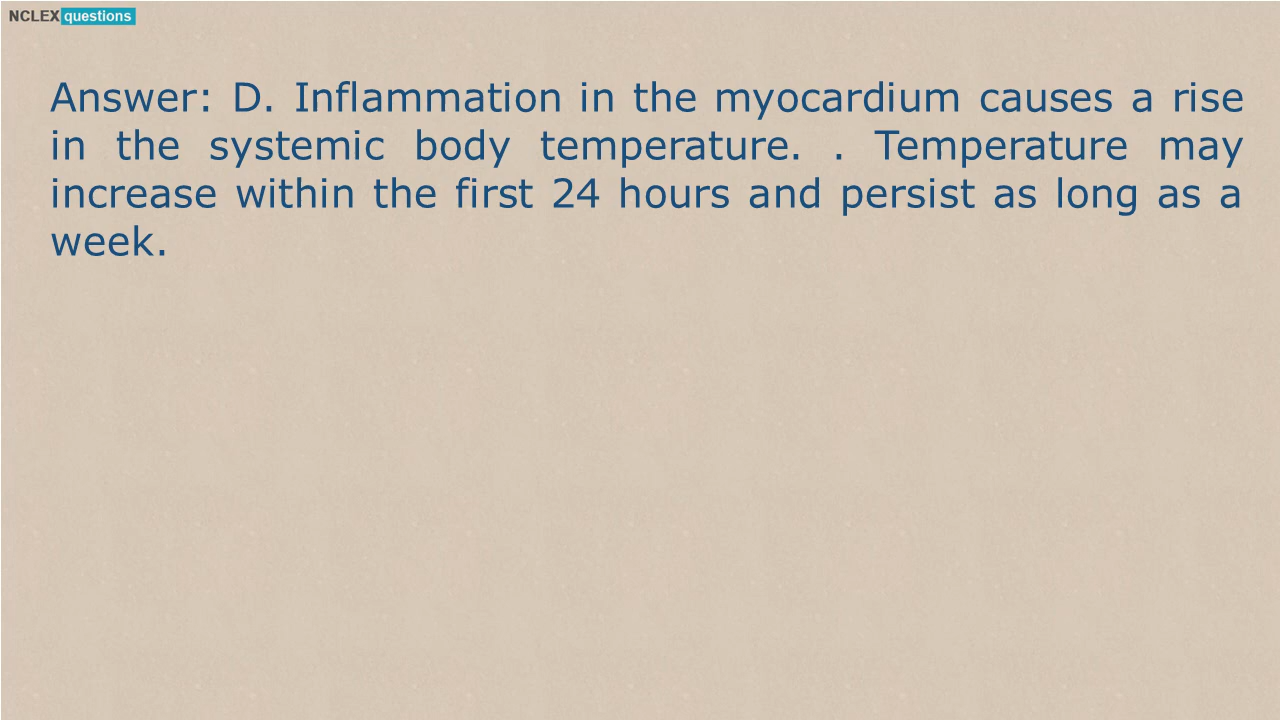 NCLEX questions
Answer: D. Inflammation in the myocardium causes a rise
in the systemic body temperature. . Temperature may
increase within the first 24 hours and persist as long as a
week.